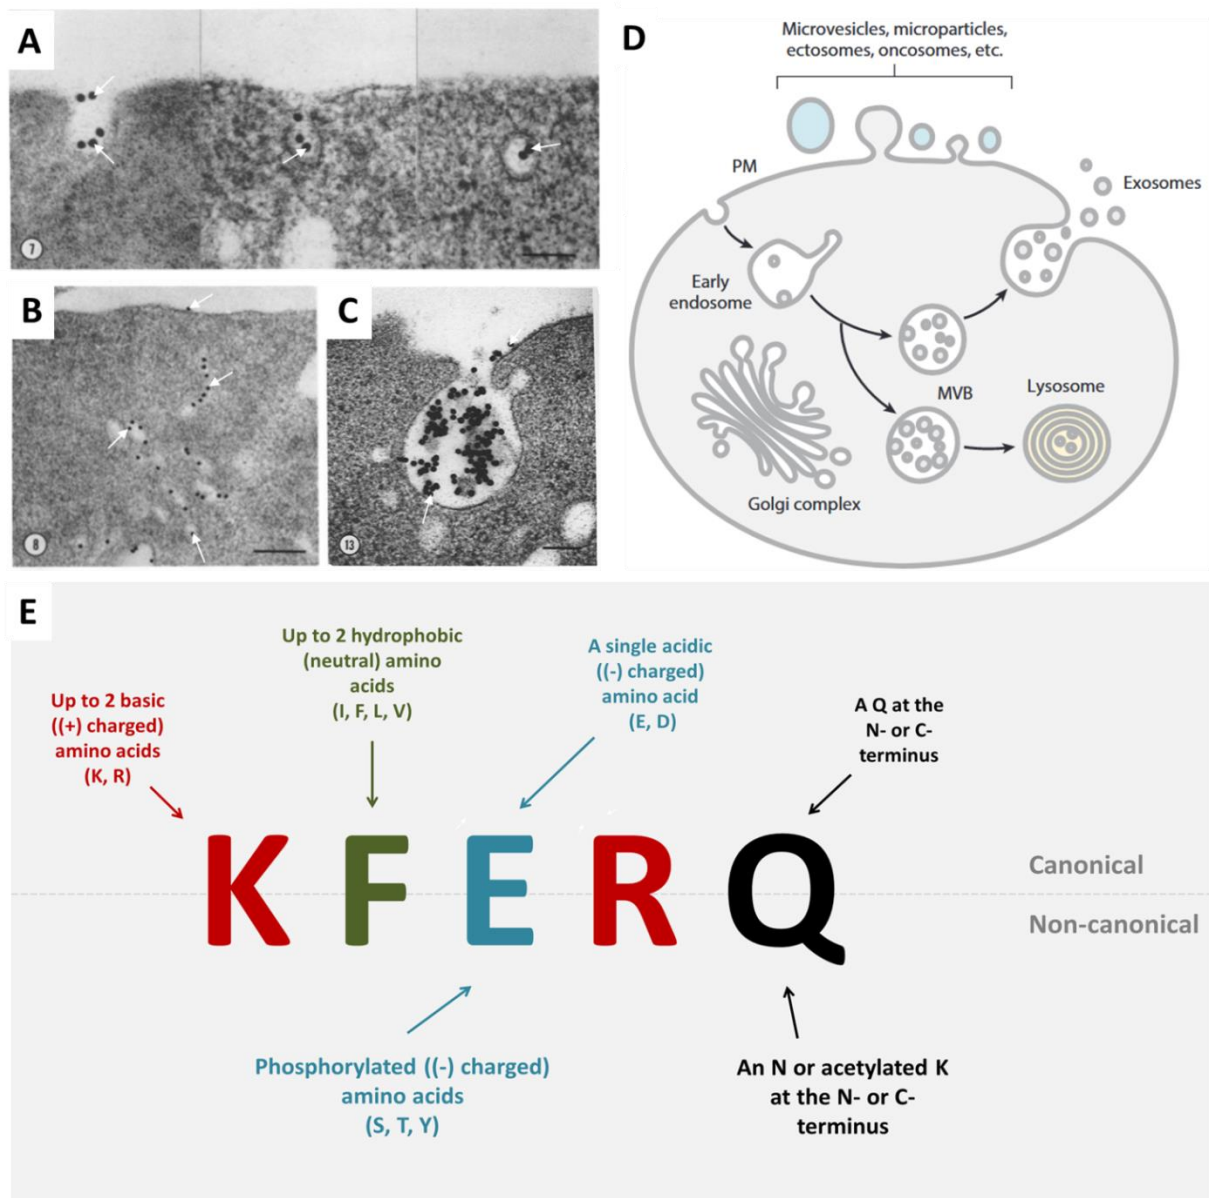 A
7
B
8
C
13
D
Microvesicles, microparticles,
ectosomes, oncosomes, etc.
PM
Exosomes
Early
endosome
MVB
Lysosome
Golgi complex
E
Up to 2 basic
((+) charged)
amino acids
(K, R)
Up to 2 hydrophobic
(neutral) amino
acids
(I, F, L, V)
A single acidic
((-) charged)
amino acid
(E, D)
A Q at the
N- or C-
terminus
KFERQ
Canonical
Non-canonical
Phosphorylated ((-) charged)
amino acids
(S, T, Y)
An N or acetylated K
at the N- or C-
terminus